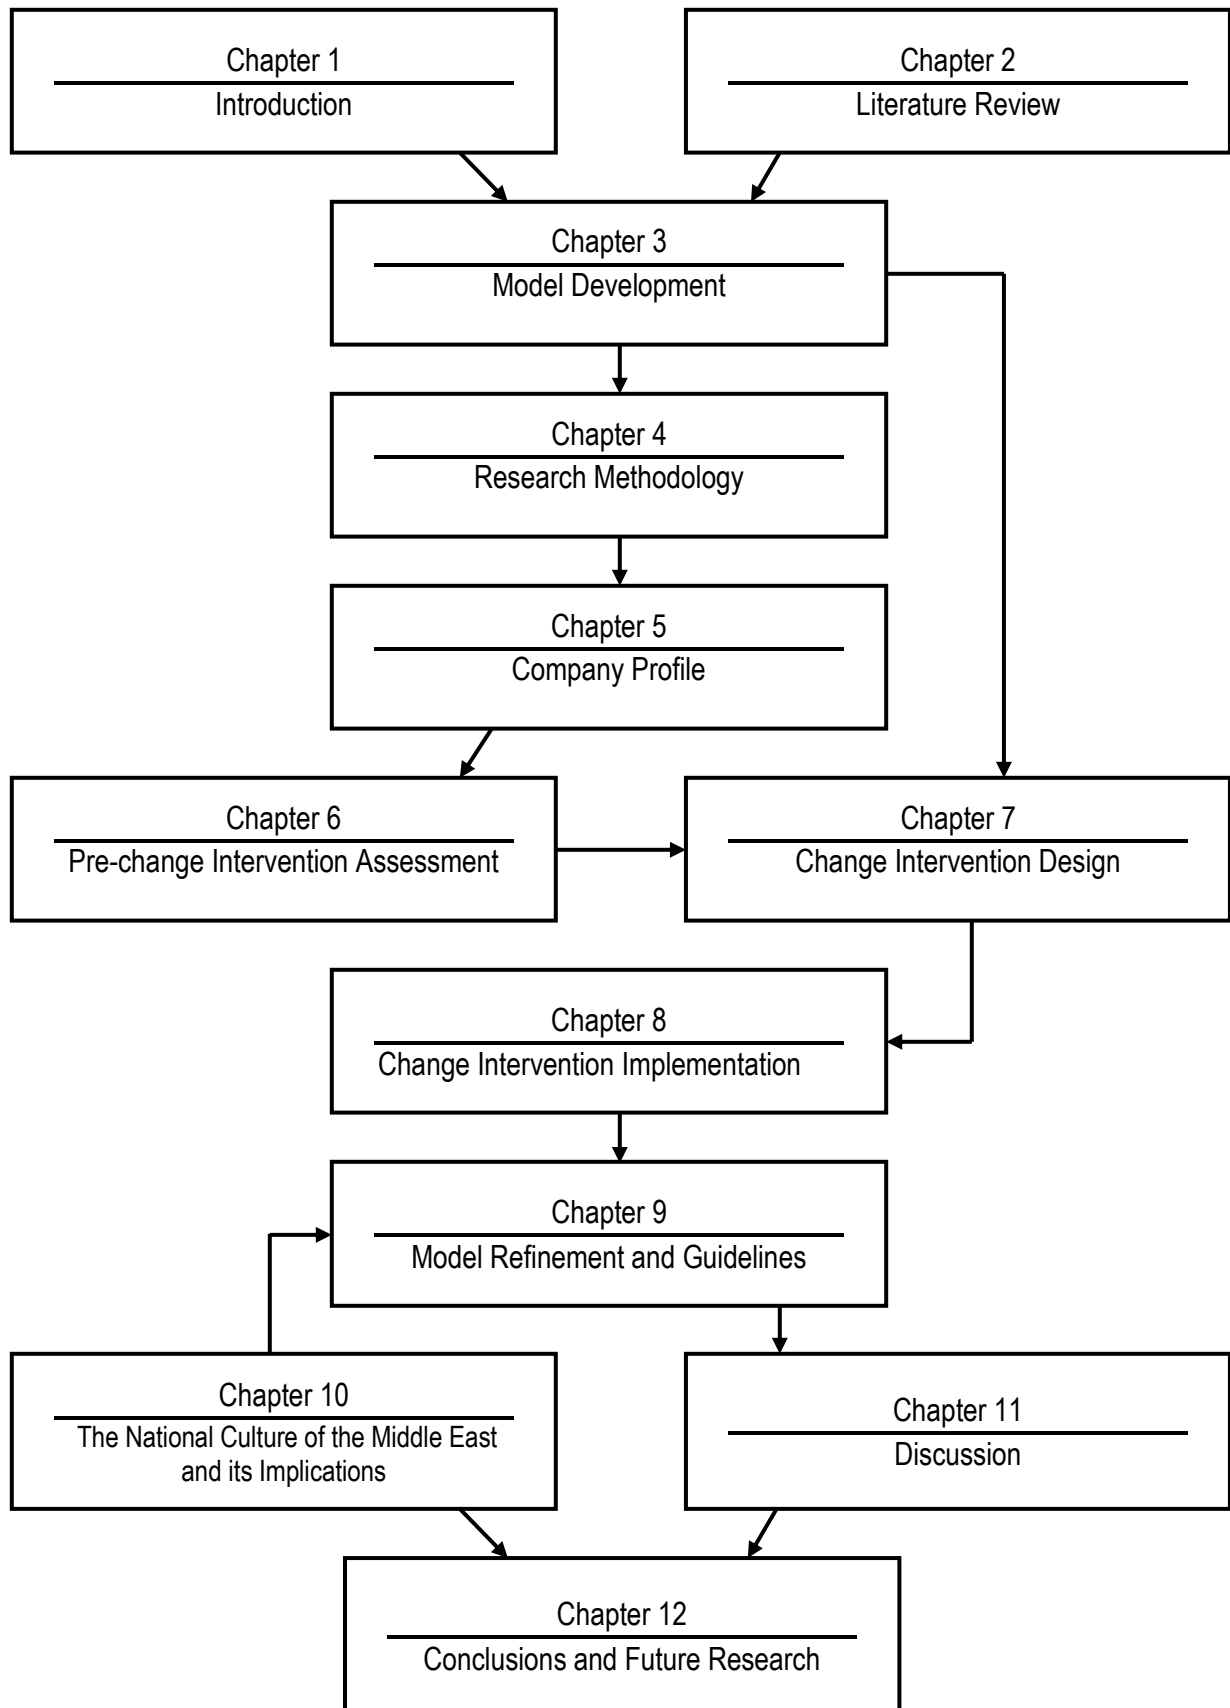 Chapter 1
Introduction
Chapter 2
Literature Review
Chapter 3
Model Development
Chapter 4
Research Methodology
Chapter 5
Company Profile
Chapter 6
Pre-change Intervention Assessment
Chapter 7
Change Intervention Design
Chapter 8
Change Intervention Implementation
Chapter 9
Model Refinement and Guidelines
Chapter 10
The National Culture of the Middle East
and its Implications
Chapter 11
Discussion
Chapter 12
Conclusions and Future Research